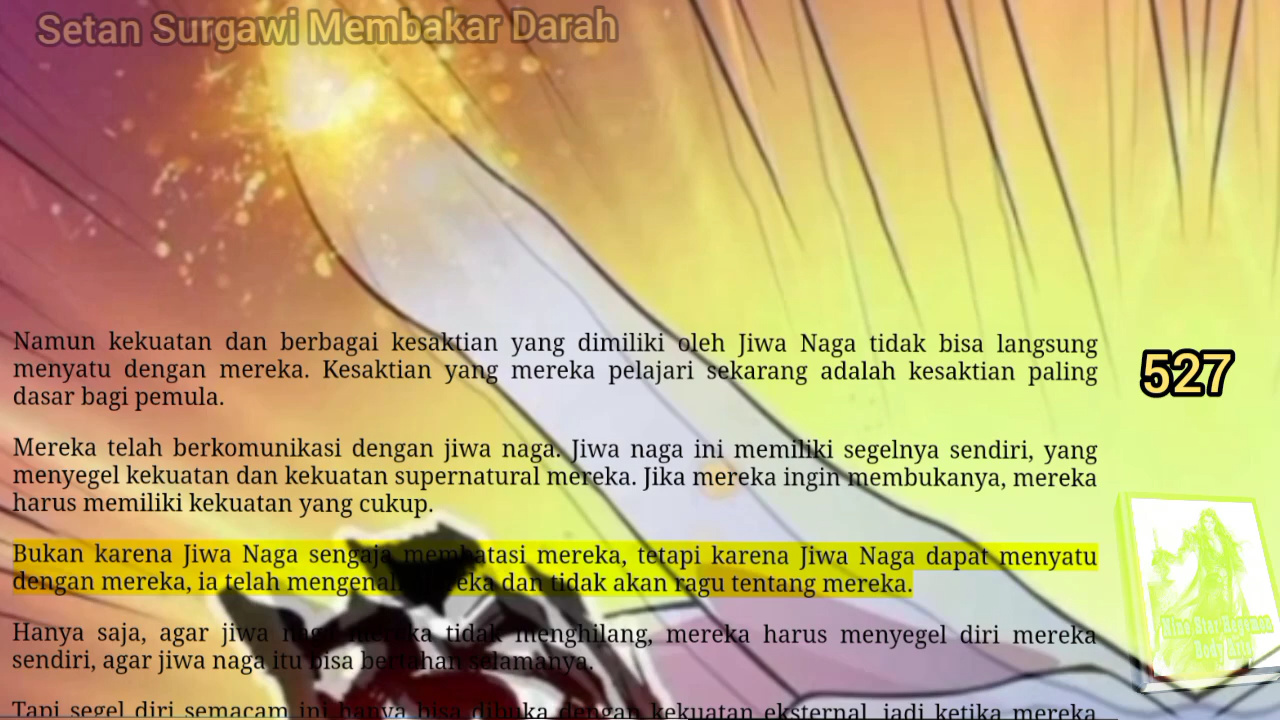 Setan Surgawi Membakar Darah
Namun kekuatan dan berbagai kesaktian yang dimiliki oleh Jiwa Naga tidak bisa langsung
menyatu dengan mereka. Kesaktian yang mereka pelajari sekarang adalah kesaktian paling
dasar bagi pemula.
527
Mereka telah berkomunikasi dengan jiwa naga. Jiwa naga ini memiliki segelnya sendiri, yang
menyegel kekuatan dan kekuatan supernatural mereka. Jika mereka ingin membukanya, mereka
harus memiliki kekuatan yang cukup.
Bukan karena Jiwa Naga sengaja membatasi mereka, tetapi karena Jiwa Naga dapat menyatu
dengan mereka, ia telah mengenali mereka dan tidak akan ragu tentang mereka.
Hanya saja, agar jiwa naga mereka tidak menghilang, mereka harus menyegel diri mereka
sendiri, agar jiwa naga itu bisa bertahan selamanya.
Nine Star Hegemon
Body Arts
Tapi segel diri semacam ini hanya bisa dibuka dengan kekuatan eksternal, jadi ketika mereka